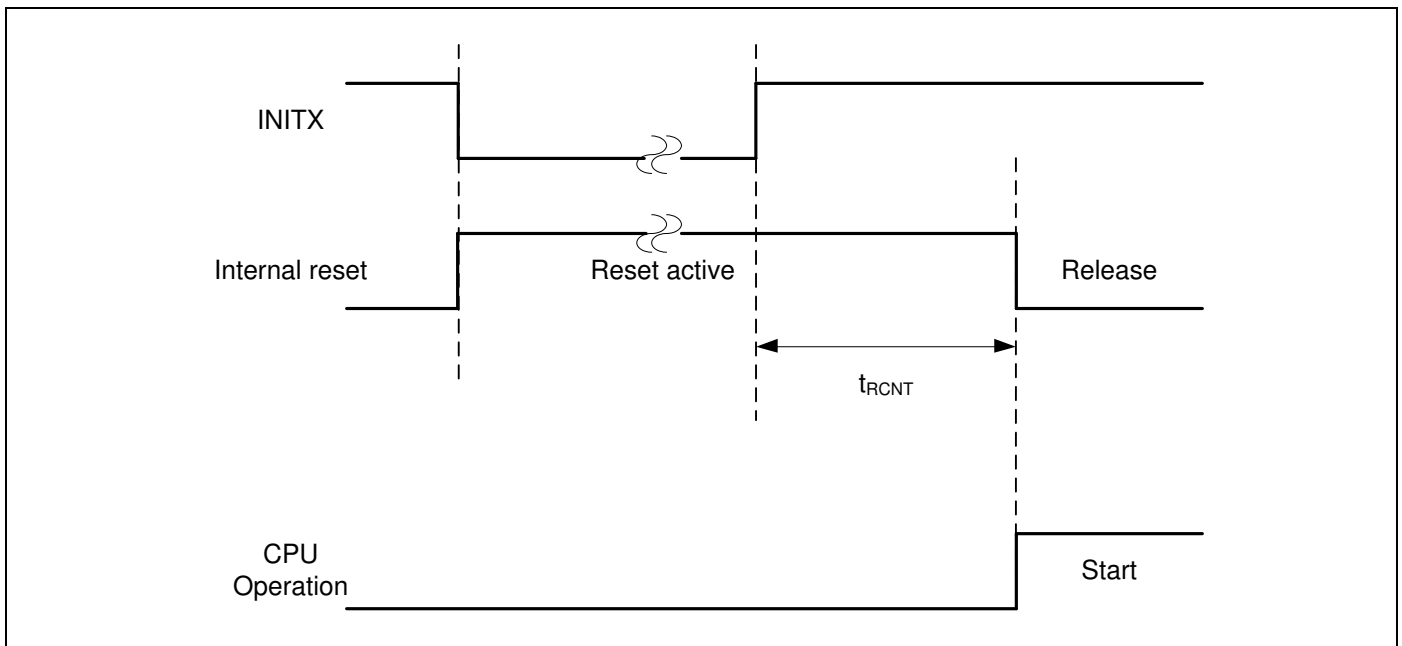 INITX
Internal reset
Reset active
Release
tRCNT
CPU
Operation
Start